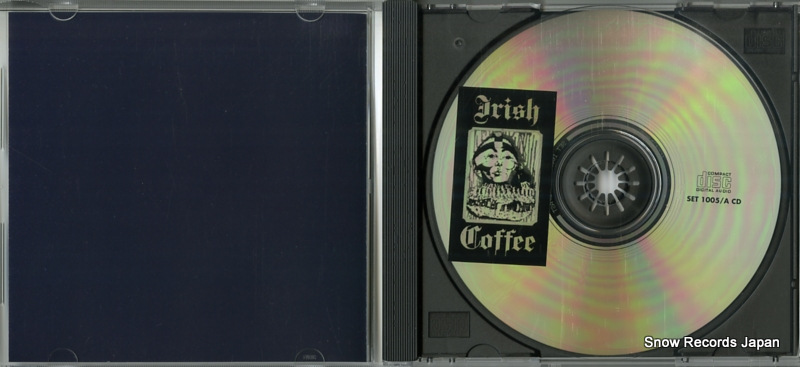 Irish
Coffee
COMPACT
disc
DIGITAL AUDIO
SET 1005/A CD
Snow Records Japan